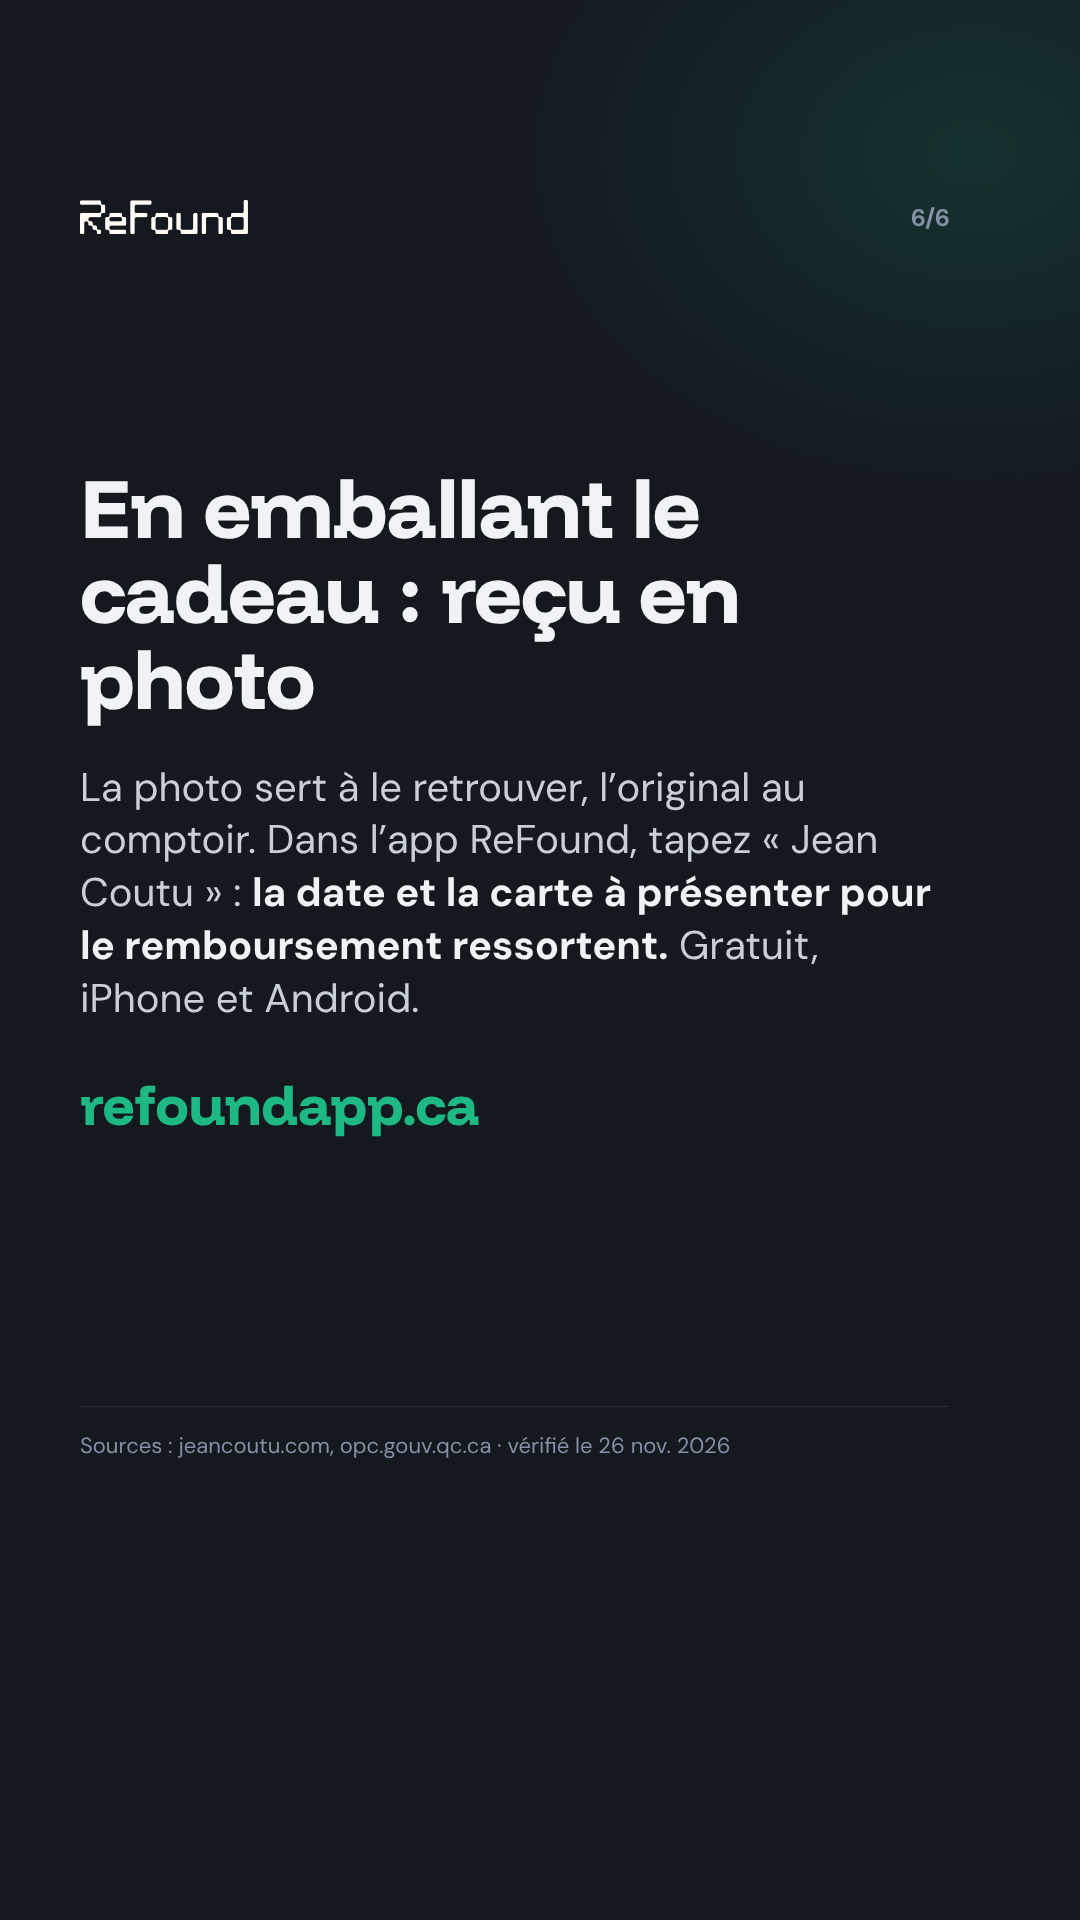 ReFound
6/6
En emballant le
cadeau : reçu en
photo
La photo sert à le retrouver, l’original au
comptoir. Dans l’app ReFound, tapez « Jean
Coutu » : la date et la carte à présenter pour
le remboursement ressortent. Gratuit,
iPhone et Android.
refoundapp.ca
Sources : jeancoutu.com, opc.gouv.qc.ca · vérifié le 26 nov. 2026